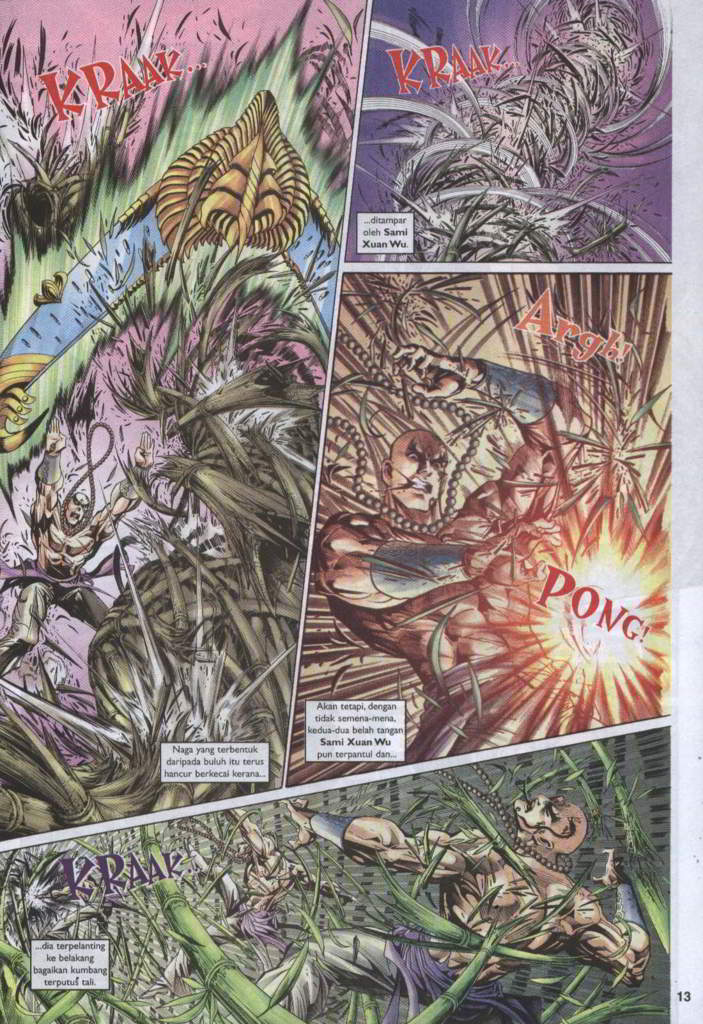 KRAAK...
Naga yang terbentuk
daripada buluh itu terus
hancur berkecai kerana...
KRAAK...
...ditampar
oleh Sami
Xuan Wu.
Argh!
PONG!
Akan tetapi, dengan
tidak semena-mena,
kedua-dua belah tangan
Sami Xuan Wu
pun terpantul dan...
KRAAK...
...dia terpelanting
ke belakang
bagaikan kumbang
terputus tali.
13